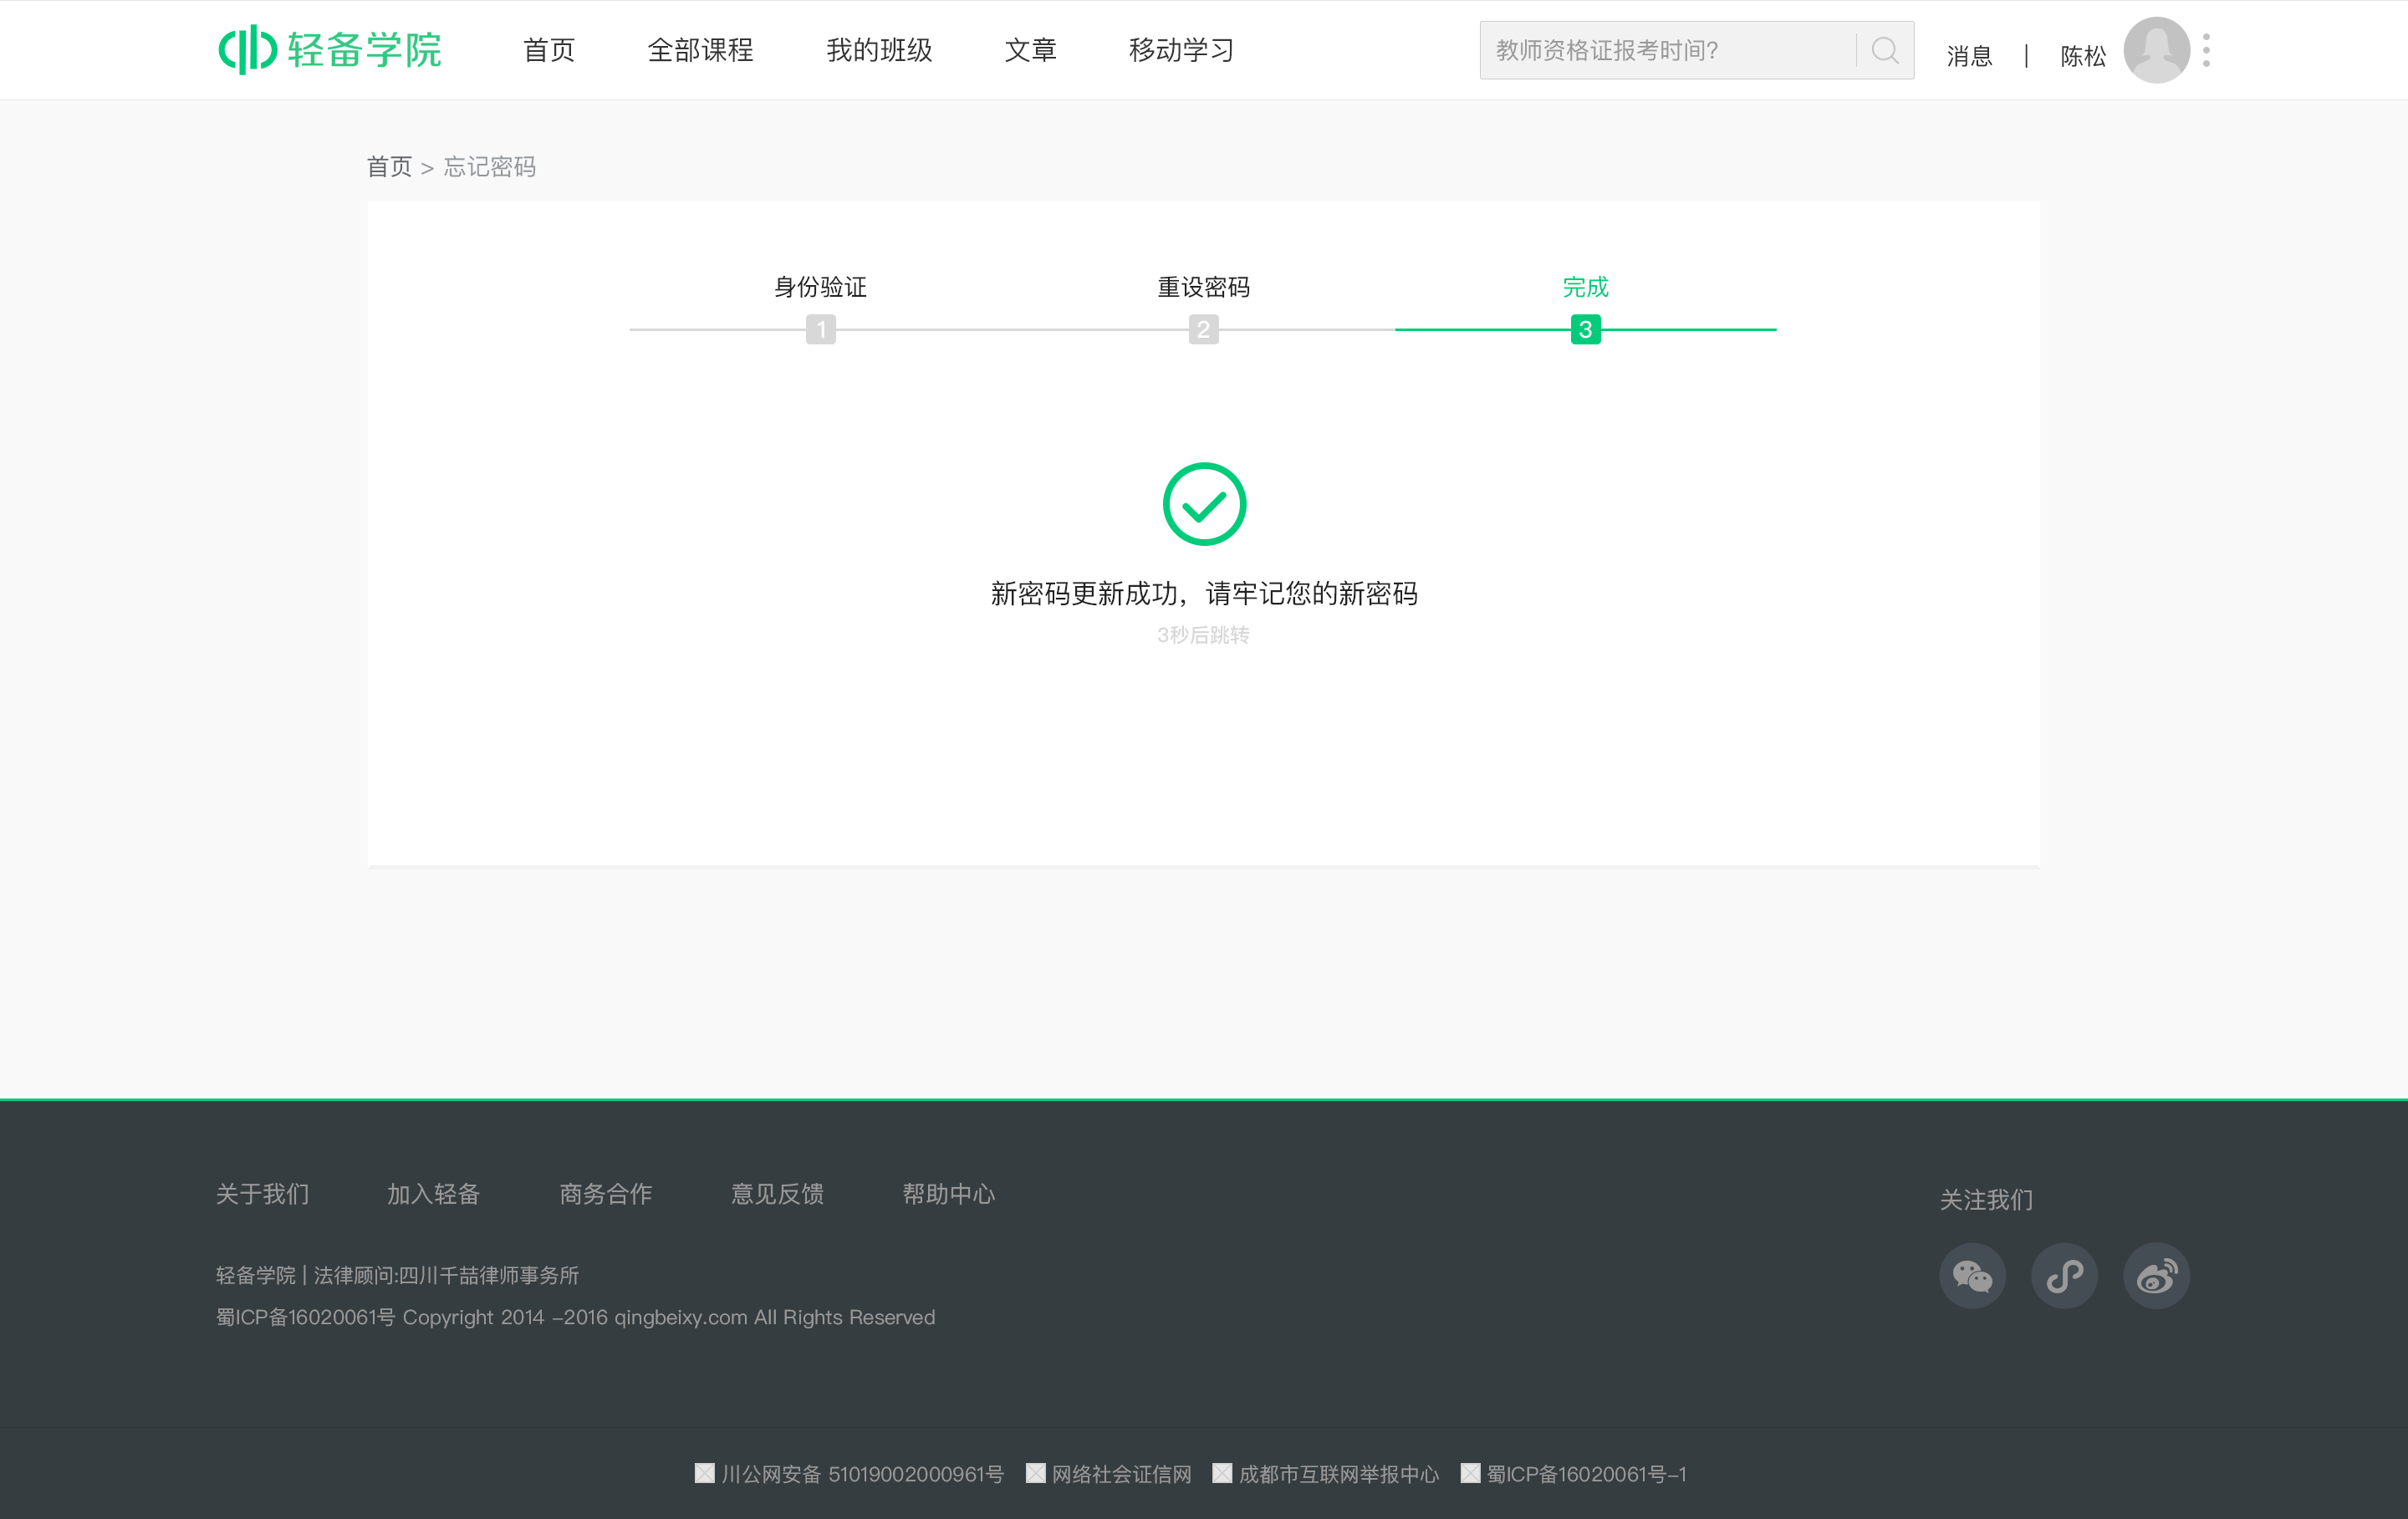 轻备学院 首页 全部课程 我的班级 文章 移动学习 教师资格证报考时间? 消息 | 陈松
首页 > 忘记密码
身份验证 重设密码 完成
1 2 3
新密码更新成功，请牢记您的新密码
3秒后跳转
关于我们 加入轻备 商务合作 意见反馈 帮助中心
关注我们
轻备学院 | 法律顾问:四川千喆律师事务所
蜀ICP备16020061号 Copyright 2014 -2016 qingbeixy.com All Rights Reserved
川公网安备 51019002000961号 网络社会证信网 成都市互联网举报中心 蜀ICP备16020061号-1